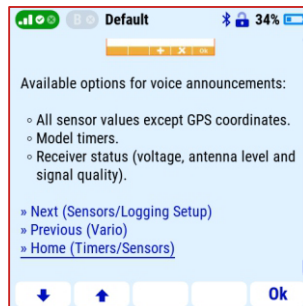 B Default 34%
+ × ok
Available options for voice announcements:
◦ All sensor values except GPS coordinates.
◦ Model timers.
◦ Receiver status (voltage, antenna level and
signal quality).
» Next (Sensors/Logging Setup)
» Previous (Vario)
» Home (Timers/Sensors)
Ok